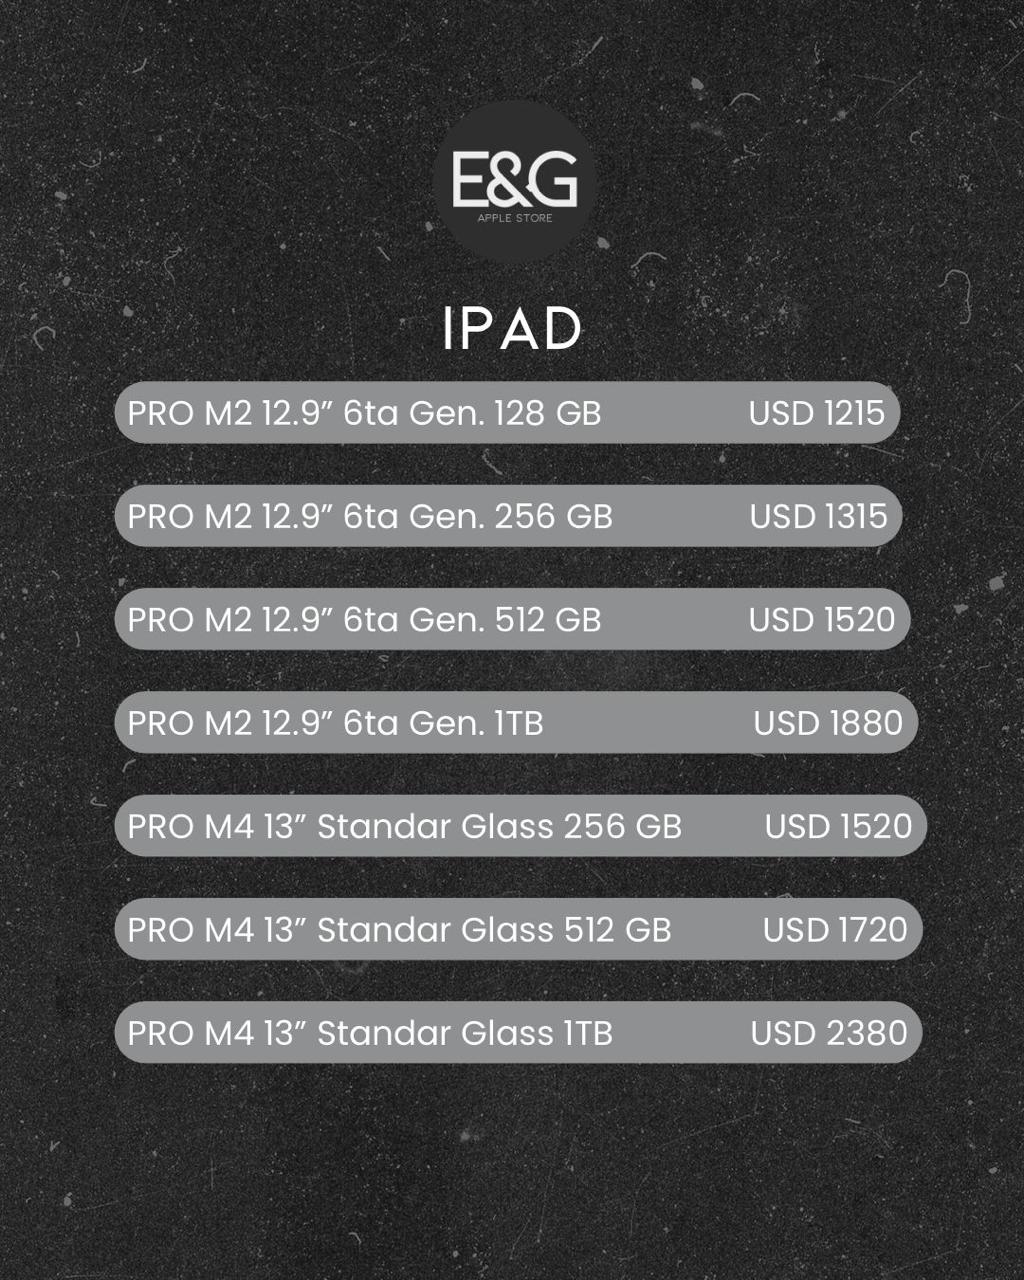 E&G
APPLE STORE
IPAD
PRO M2 12.9” 6ta Gen. 128 GB USD 1215
PRO M2 12.9” 6ta Gen. 256 GB USD 1315
PRO M2 12.9” 6ta Gen. 512 GB USD 1520
PRO M2 12.9” 6ta Gen. 1TB USD 1880
PRO M4 13” Standar Glass 256 GB USD 1520
PRO M4 13” Standar Glass 512 GB USD 1720
PRO M4 13” Standar Glass 1TB USD 2380